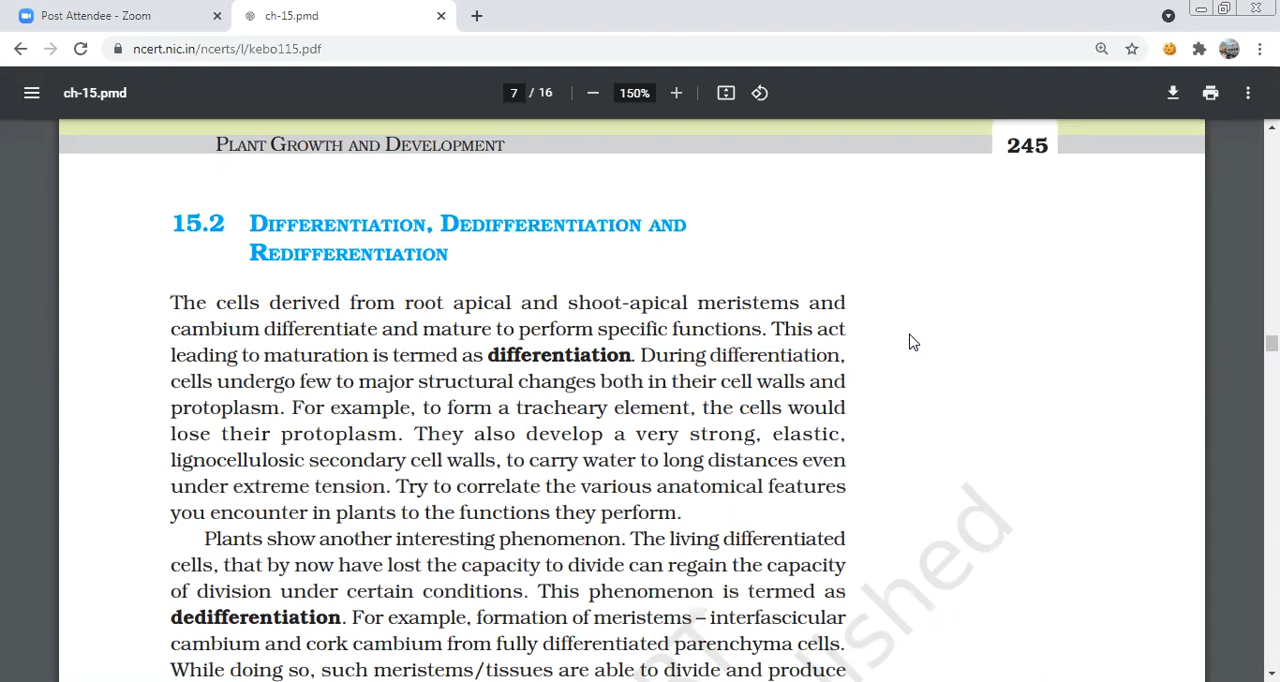 Post Attendee - Zoom
ch-15.pmd
ncert.nic.in/ncerts/l/kebo115.pdf
ch-15.pmd
7 / 16
150%
PLANT GROWTH AND DEVELOPMENT
245
15.2 DIFFERENTIATION, DEDIFFERENTIATION AND
REDIFFERENTIATION
The cells derived from root apical and shoot-apical meristems and
cambium differentiate and mature to perform specific functions. This act
leading to maturation is termed as differentiation. During differentiation,
cells undergo few to major structural changes both in their cell walls and
protoplasm. For example, to form a tracheary element, the cells would
lose their protoplasm. They also develop a very strong, elastic,
lignocellulosic secondary cell walls, to carry water to long distances even
under extreme tension. Try to correlate the various anatomical features
you encounter in plants to the functions they perform.
Plants show another interesting phenomenon. The living differentiated
cells, that by now have lost the capacity to divide can regain the capacity
of division under certain conditions. This phenomenon is termed as
dedifferentiation. For example, formation of meristems – interfascicular
cambium and cork cambium from fully differentiated parenchyma cells.
While doing so, such meristems/tissues are able to divide and produce